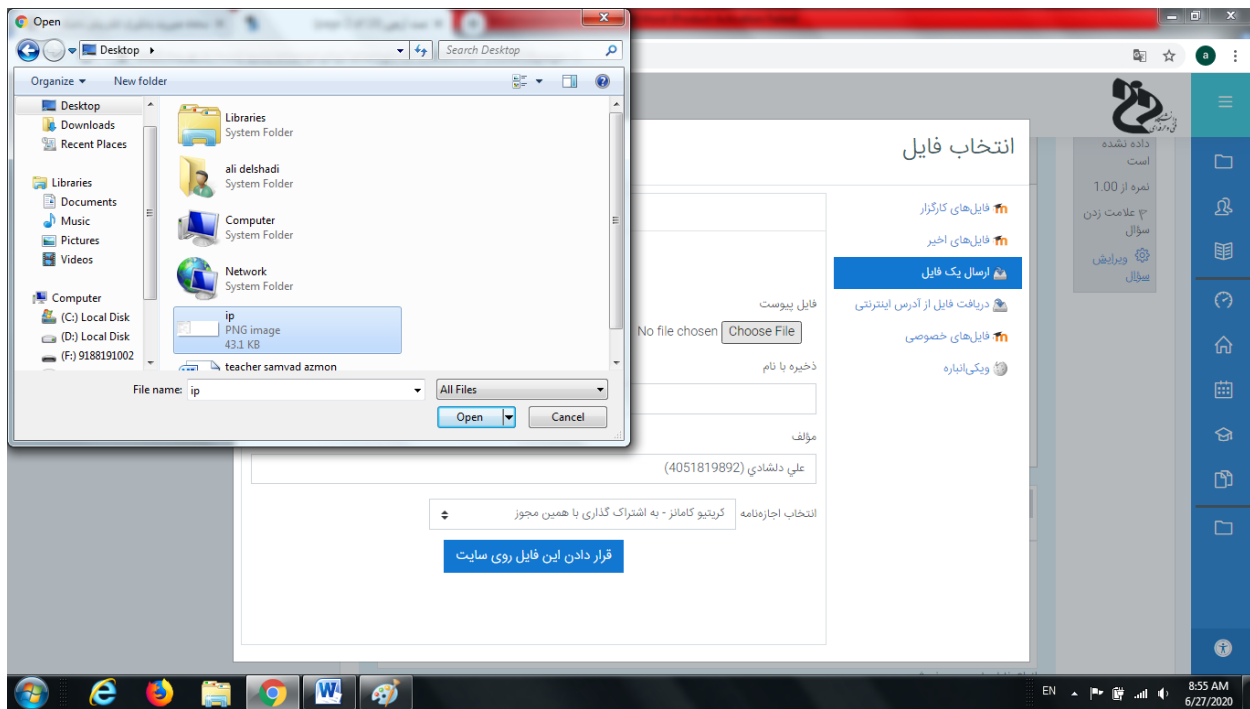 Open
Desktop
Search Desktop
Organize
New folder
Desktop
Downloads
Recent Places
Libraries
Documents
Music
Pictures
Videos
Computer
(C:) Local Disk
(D:) Local Disk
(F:) 9188191002
Libraries
System Folder
ali delshadi
System Folder
Computer
System Folder
Network
System Folder
ip
PNG image
43.1 KB
teacher samvad azmon
File name: ip
All Files
Open
Cancel
a
انتخاب فایل
فایل‌های کارگزار
فایل‌های اخیر
ارسال یک فایل
دریافت فایل از آدرس اینترنتی
فایل‌های خصوصی
ویکی‌انباره
فایل پیوست
Choose File No file chosen
ذخیره با نام
مؤلف
علي دلشادي (4051819892)
انتخاب اجازه‌نامه
کریتیو کامانز - به اشتراک گذاری با همین مجوز
قرار دادن این فایل روی سایت
داده نشده
است
نمره از 1.00
علامت زدن
سؤال
ویرایش
سؤال
EN
8:55 AM
6/27/2020